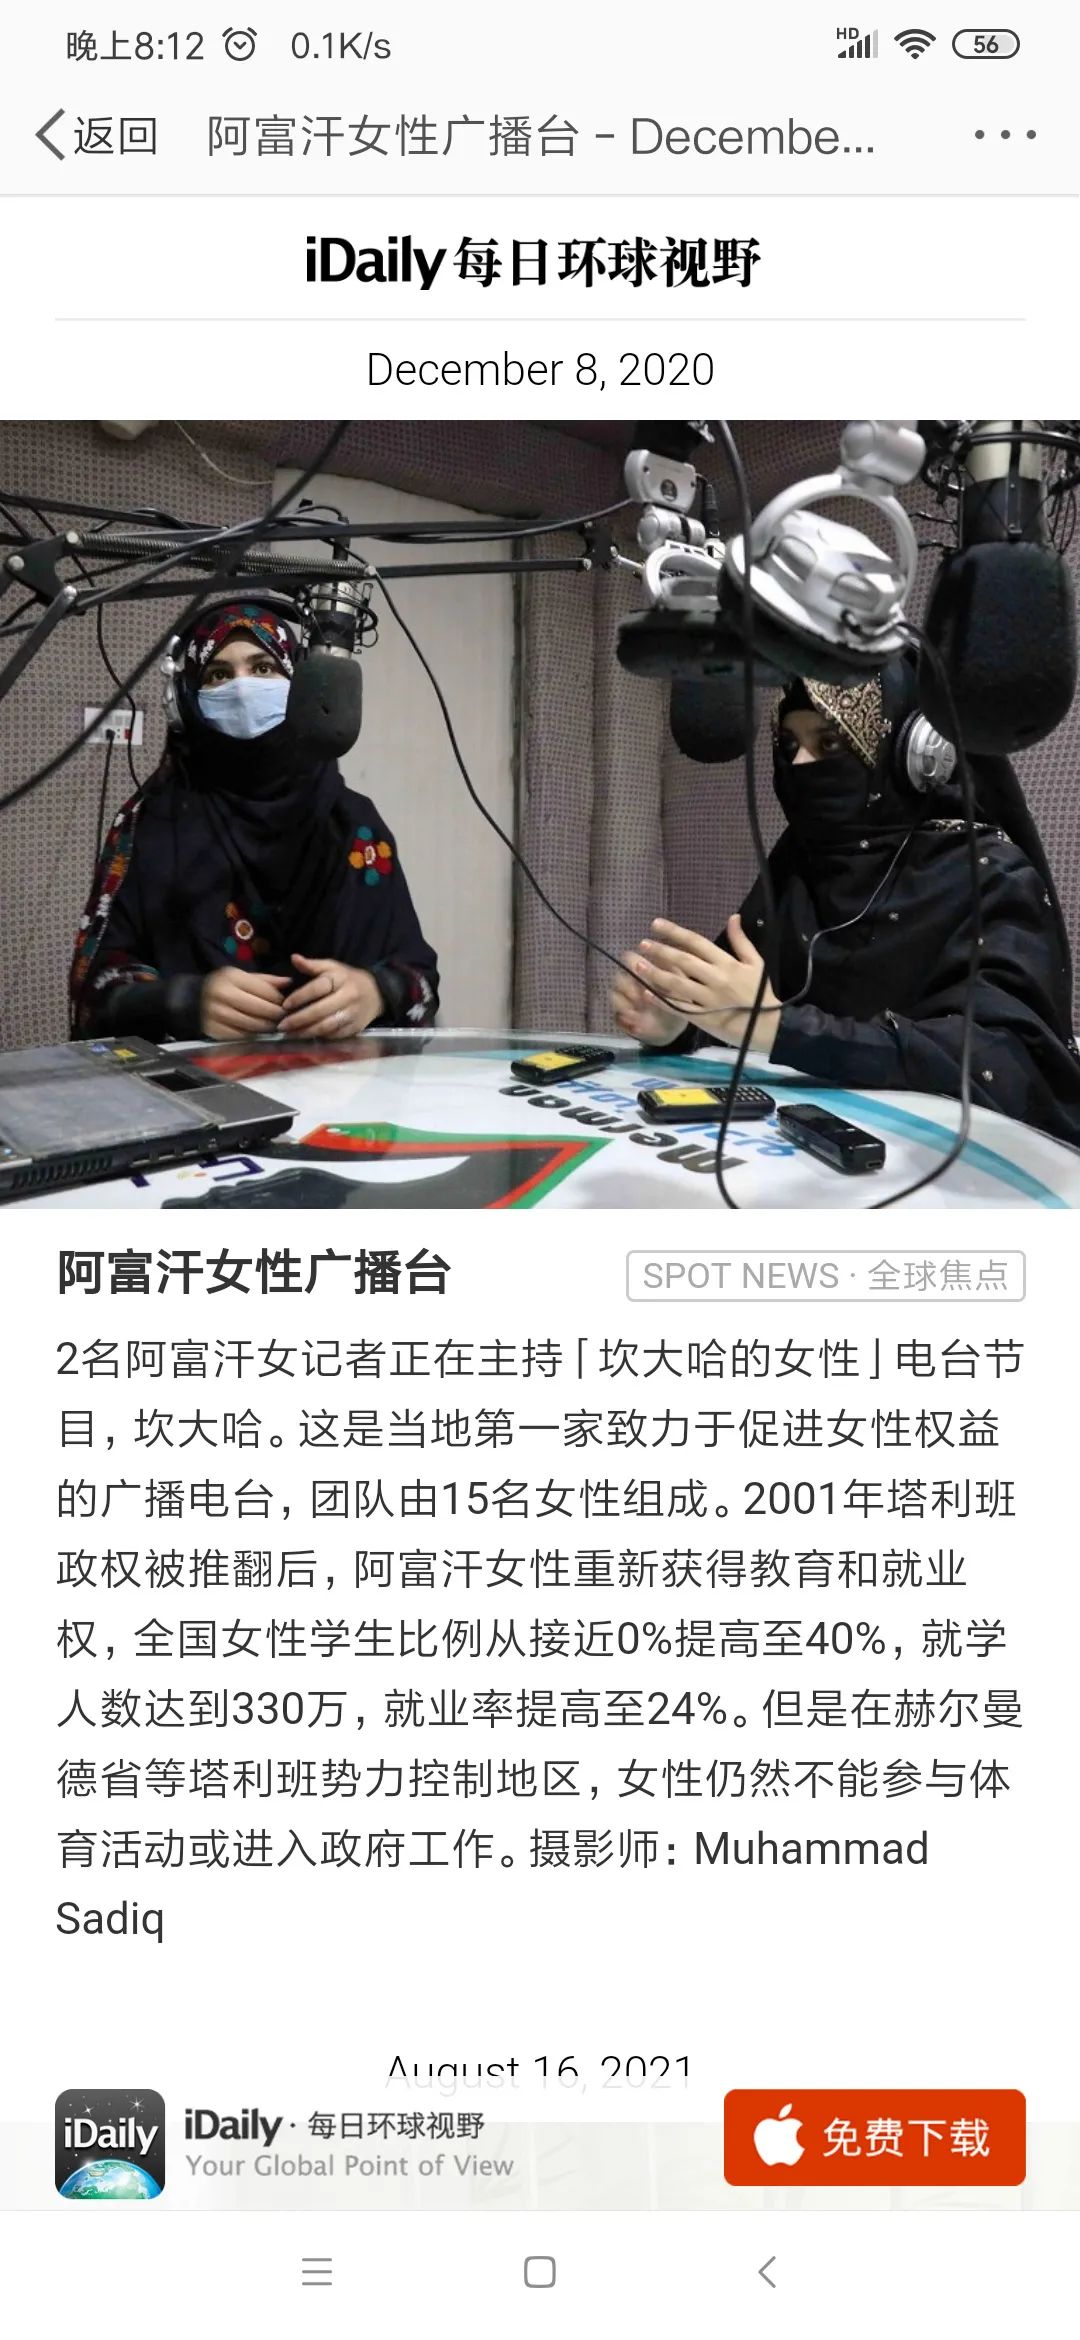 晚上8:12 0.1K/s HD 56
返回 阿富汗女性广播台 - Decembe...
iDaily 每日环球视野
December 8, 2020
Merman
阿富汗女性广播台
SPOT NEWS · 全球焦点
2名阿富汗女记者正在主持「坎大哈的女性」电台节
目，坎大哈。这是当地第一家致力于促进女性权益
的广播电台，团队由15名女性组成。2001年塔利班
政权被推翻后，阿富汗女性重新获得教育和就业
权，全国女性学生比例从接近0%提高至40%，就学
人数达到330万，就业率提高至24%。但是在赫尔曼
德省等塔利班势力控制地区，女性仍然不能参与体
育活动或进入政府工作。摄影师：Muhammad
Sadiq
August 16, 2021
iDaily
iDaily · 每日环球视野
Your Global Point of View
免费下载